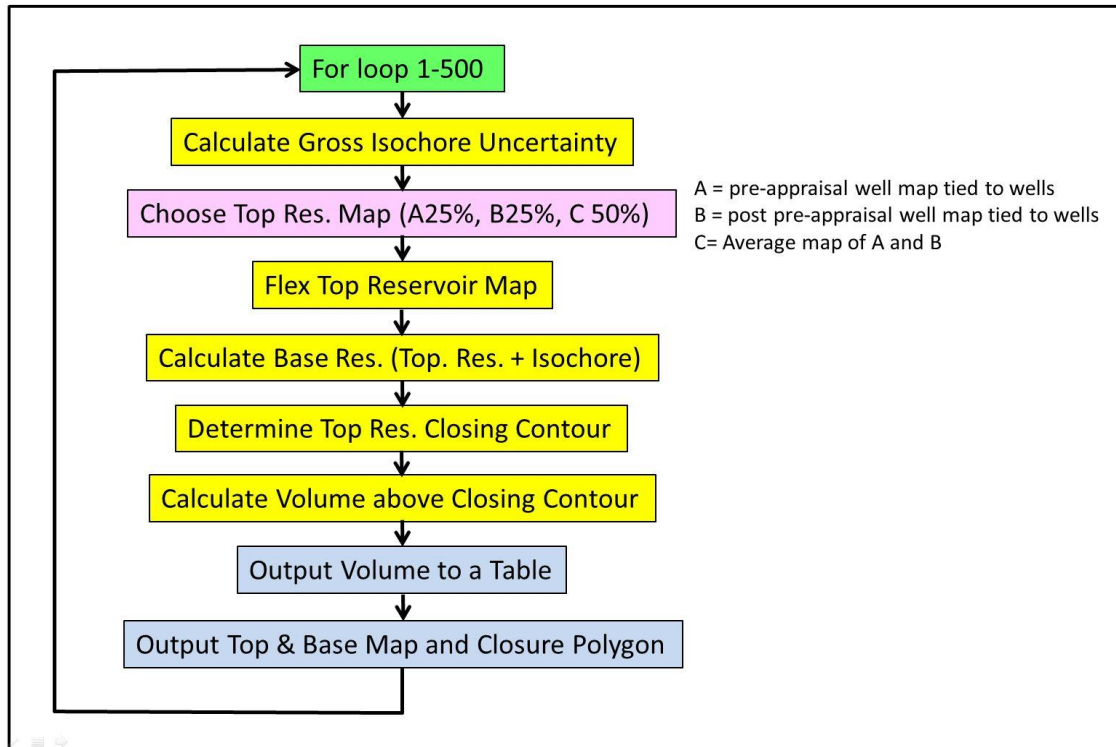 For loop 1-500
Calculate Gross Isochore Uncertainty
Choose Top Res. Map (A25%, B25%, C 50%)
A = pre-appraisal well map tied to wells
B = post pre-appraisal well map tied to wells
C= Average map of A and B
Flex Top Reservoir Map
Calculate Base Res. (Top. Res. + Isochore)
Determine Top Res. Closing Contour
Calculate Volume above Closing Contour
Output Volume to a Table
Output Top & Base Map and Closure Polygon